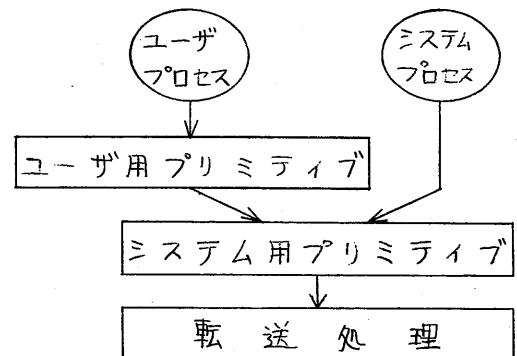 ユーザ
プロセス
システム
プロセス
ユーザ用プリミティブ
システム用プリミティブ
転送処理